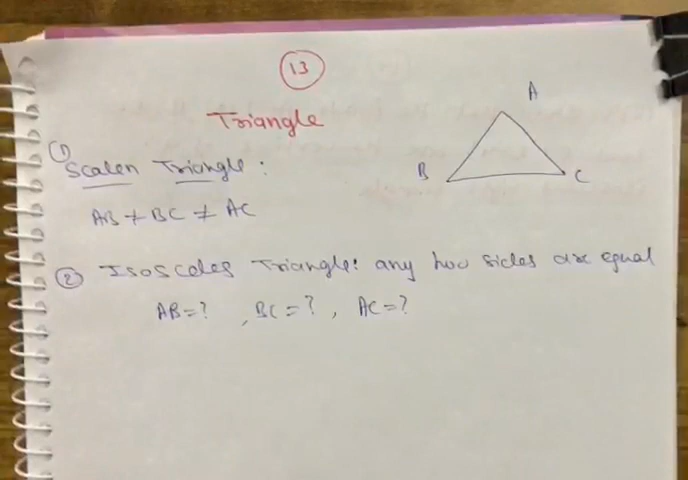 13
Triangle
A
B
C
(1) Scalen Triangle:
AB ≠ BC ≠ AC
(2) Isosceles Triangle: any two sides are equal
AB=? , BC=? , AC=?